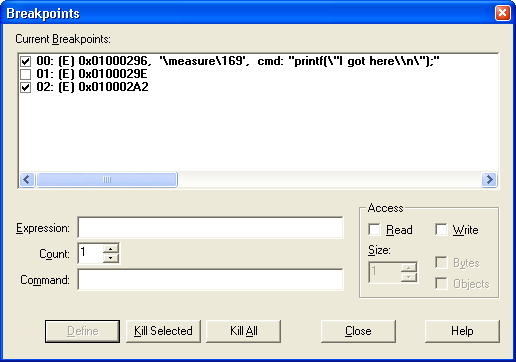 Breakpoints
Current Breakpoints:
00: (E) 0x01000296, '\measure\169', cmd: "printf(\"I got here\\n\");"
01: (E) 0x0100029E
02: (E) 0x010002A2
Expression:
Count: 1
Command:
Access
Read Write
Size:
1
Bytes
Objects
Define Kill Selected Kill All Close Help